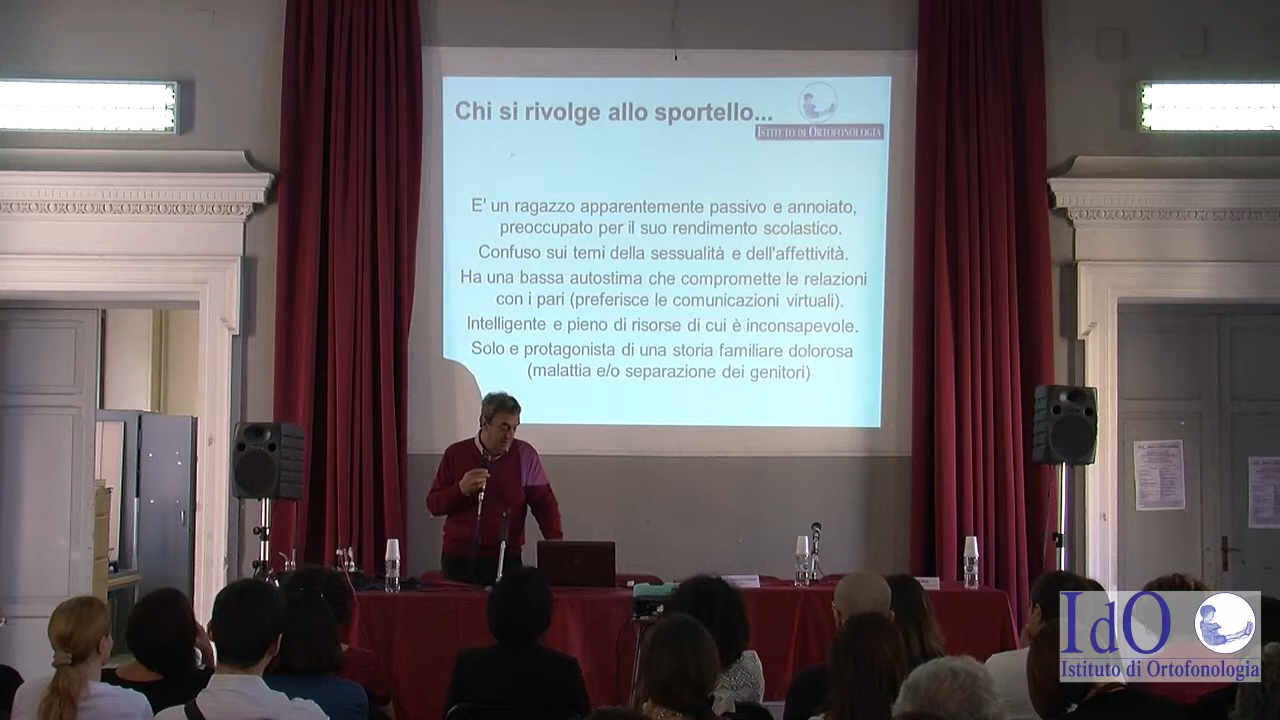 Chi si rivolge allo sportello...
ISTITUTO DI ORTOFONOLOGIA
E' un ragazzo apparentemente passivo e annoiato,
preoccupato per il suo rendimento scolastico.
Confuso sui temi della sessualità e dell'affettività.
Ha una bassa autostima che compromette le relazioni
con i pari (preferisce le comunicazioni virtuali).
Intelligente e pieno di risorse di cui è inconsapevole.
Solo e protagonista di una storia familiare dolorosa
(malattia e/o separazione dei genitori)
IdO
Istituto di Ortofonologia